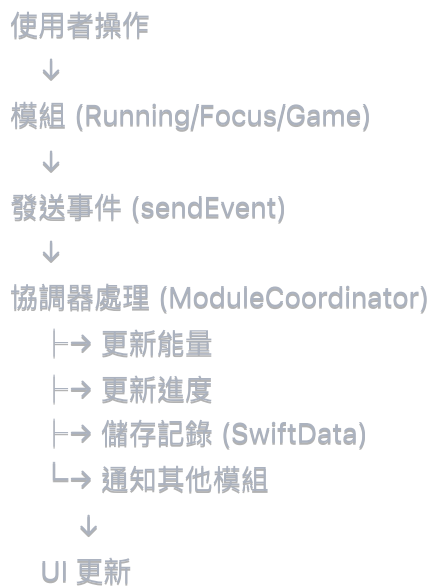 使用者操作
↓
模組 (Running/Focus/Game)
↓
發送事件 (sendEvent)
↓
協調器處理 (ModuleCoordinator)
├→ 更新能量
├→ 更新進度
├→ 儲存記錄 (SwiftData)
└→ 通知其他模組
↓
UI 更新